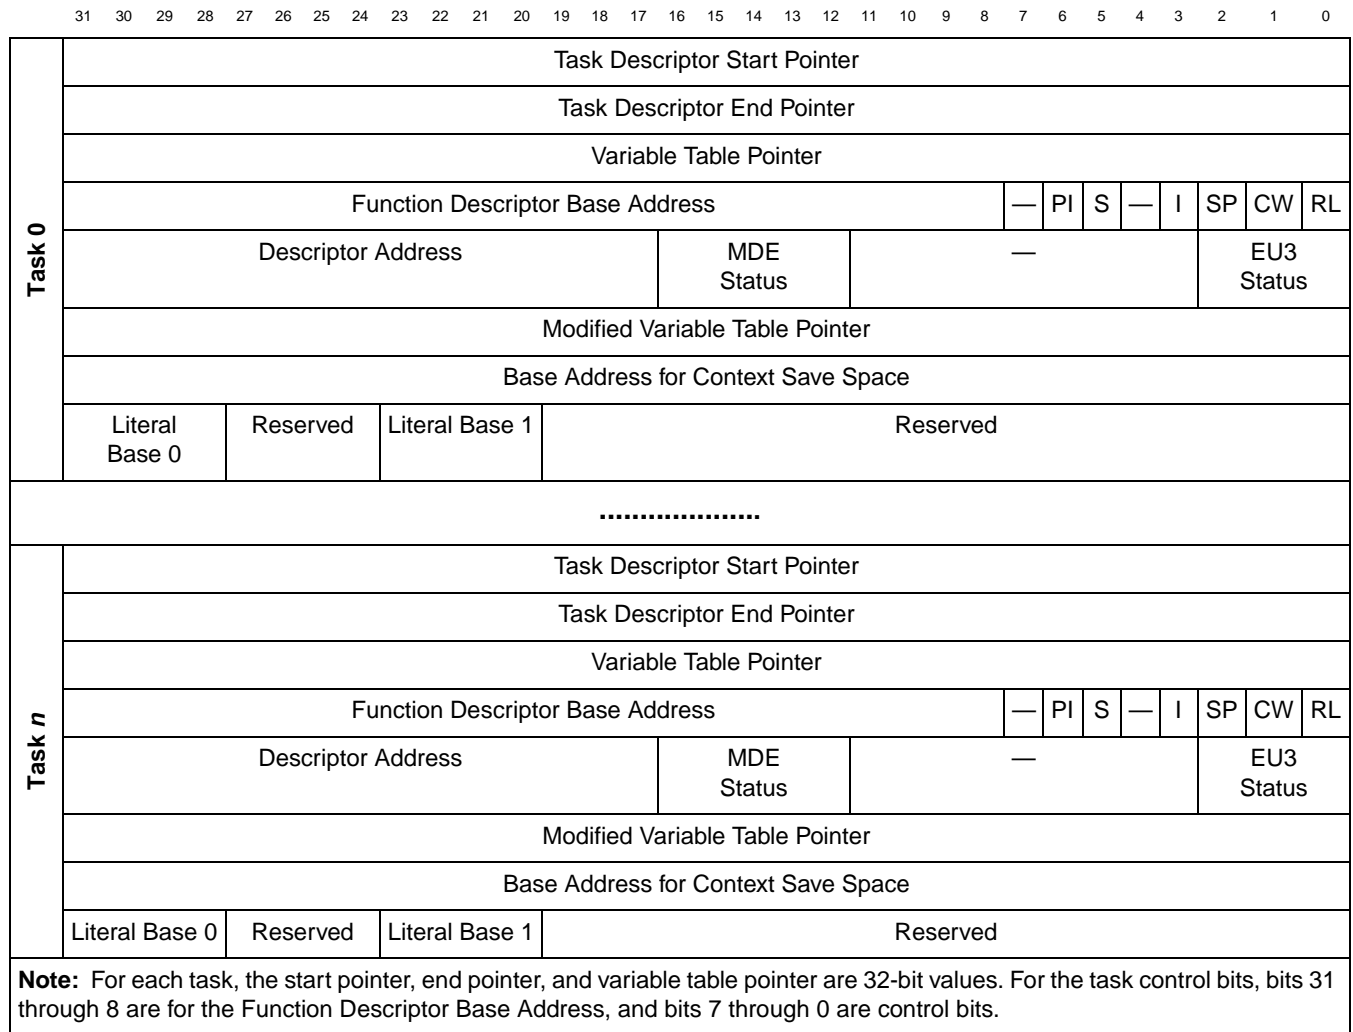 31 30 29 28 27 26 25 24 23 22 21 20 19 18 17 16 15 14 13 12 11 10 9 8 7 6 5 4 3 2 1 0
Task 0
Task Descriptor Start Pointer
Task Descriptor End Pointer
Variable Table Pointer
Function Descriptor Base Address — PI S — I SP CW RL
Descriptor Address MDE — EU3
Status Status
Modified Variable Table Pointer
Base Address for Context Save Space
Literal Reserved Literal Base 1 Reserved
Base 0
....................
Task n
Task Descriptor Start Pointer
Task Descriptor End Pointer
Variable Table Pointer
Function Descriptor Base Address — PI S — I SP CW RL
Descriptor Address MDE — EU3
Status Status
Modified Variable Table Pointer
Base Address for Context Save Space
Literal Base 0 Reserved Literal Base 1 Reserved
Note: For each task, the start pointer, end pointer, and variable table pointer are 32-bit values. For the task control bits, bits 31
through 8 are for the Function Descriptor Base Address, and bits 7 through 0 are control bits.